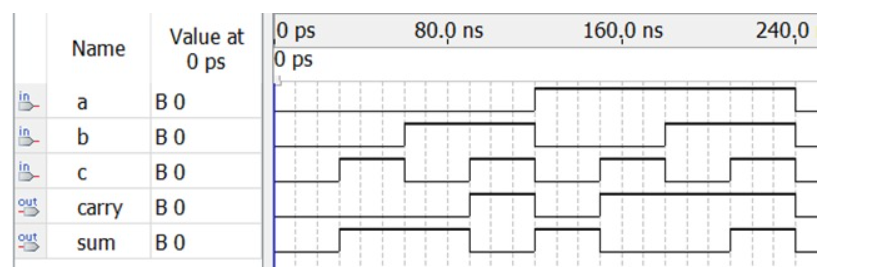 Name
Value at
0 ps
0 ps
80.0 ns
160.0 ns
240.0
0 ps
in
a
B 0
in
b
B 0
in
c
B 0
out
carry
B 0
out
sum
B 0